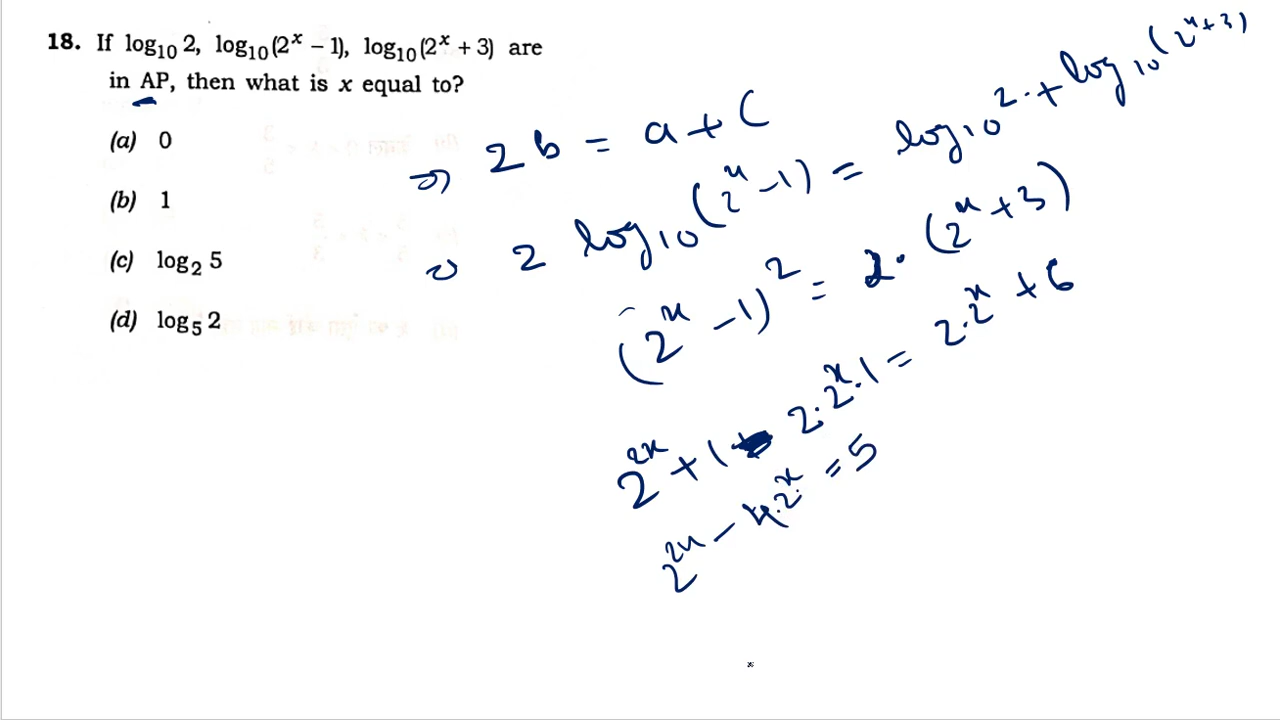 18. If log₁₀ 2, log₁₀(2ˣ – 1), log₁₀(2ˣ + 3) are
in AP, then what is x equal to?
(a) 0
(b) 1
(c) log₂ 5
(d) log₅ 2
⇒ 2b = a + c
⇒ 2 log₁₀(2ˣ – 1) = log₁₀ 2 + log₁₀(2ˣ + 3)
(2ˣ – 1)² = 2 · (2ˣ + 3)
2²ˣ + 1 – 2 · 2ˣ · 1 = 2 · 2ˣ + 6
2²ˣ – 4 · 2ˣ = 5